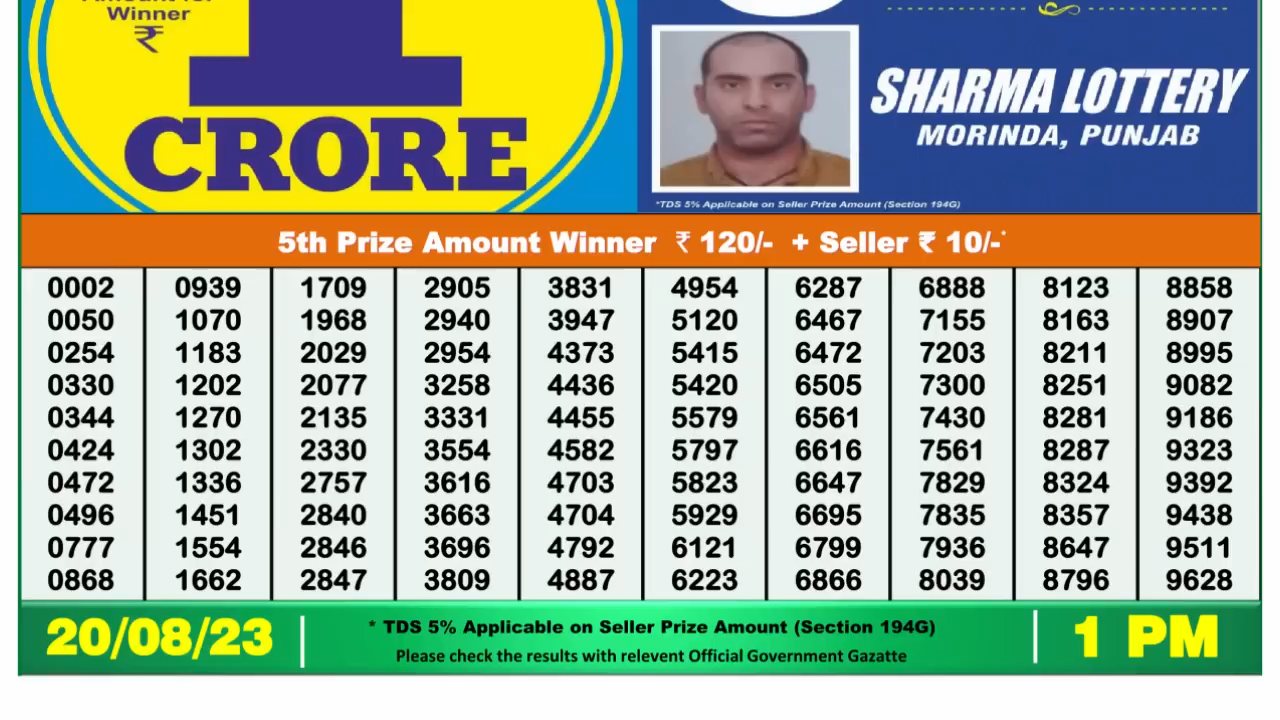 Amount for
Winner
₹
1
CRORE
SHARMA LOTTERY
MORINDA, PUNJAB
*TDS 5% Applicable on Seller Prize Amount (Section 194G)
5th Prize Amount Winner ₹ 120/- + Seller ₹ 10/-*
0002 0939 1709 2905 3831 4954 6287 6888 8123 8858
0050 1070 1968 2940 3947 5120 6467 7155 8163 8907
0254 1183 2029 2954 4373 5415 6472 7203 8211 8995
0330 1202 2077 3258 4436 5420 6505 7300 8251 9082
0344 1270 2135 3331 4455 5579 6561 7430 8281 9186
0424 1302 2330 3554 4582 5797 6616 7561 8287 9323
0472 1336 2757 3616 4703 5823 6647 7829 8324 9392
0496 1451 2840 3663 4704 5929 6695 7835 8357 9438
0777 1554 2846 3696 4792 6121 6799 7936 8647 9511
0868 1662 2847 3809 4887 6223 6866 8039 8796 9628
20/08/23
* TDS 5% Applicable on Seller Prize Amount (Section 194G)
Please check the results with relevent Official Government Gazatte
1 PM